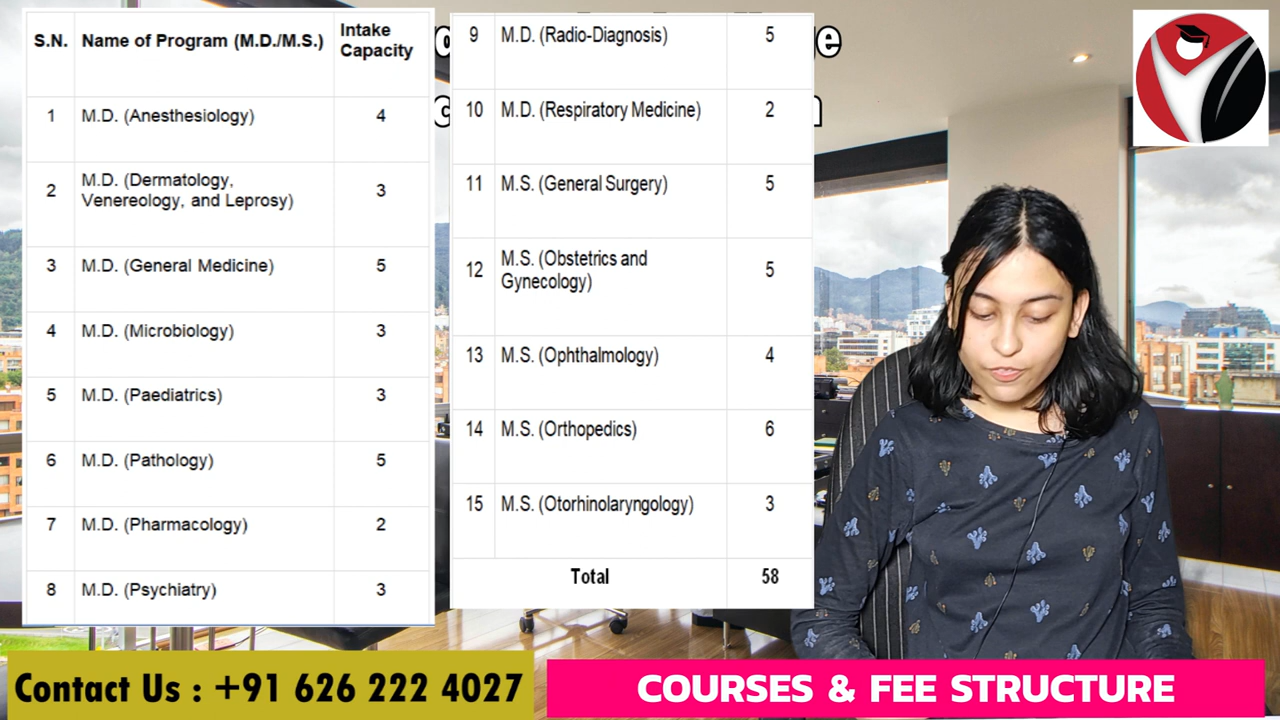 S.N. Name of Program (M.D./M.S.) Intake Capacity
1 M.D. (Anesthesiology) 4
2 M.D. (Dermatology, Venereology, and Leprosy) 3
3 M.D. (General Medicine) 5
4 M.D. (Microbiology) 3
5 M.D. (Paediatrics) 3
6 M.D. (Pathology) 5
7 M.D. (Pharmacology) 2
8 M.D. (Psychiatry) 3
9 M.D. (Radio-Diagnosis) 5
10 M.D. (Respiratory Medicine) 2
11 M.S. (General Surgery) 5
12 M.S. (Obstetrics and Gynecology) 5
13 M.S. (Ophthalmology) 4
14 M.S. (Orthopedics) 6
15 M.S. (Otorhinolaryngology) 3
Total 58
Contact Us : +91 626 222 4027
COURSES & FEE STRUCTURE